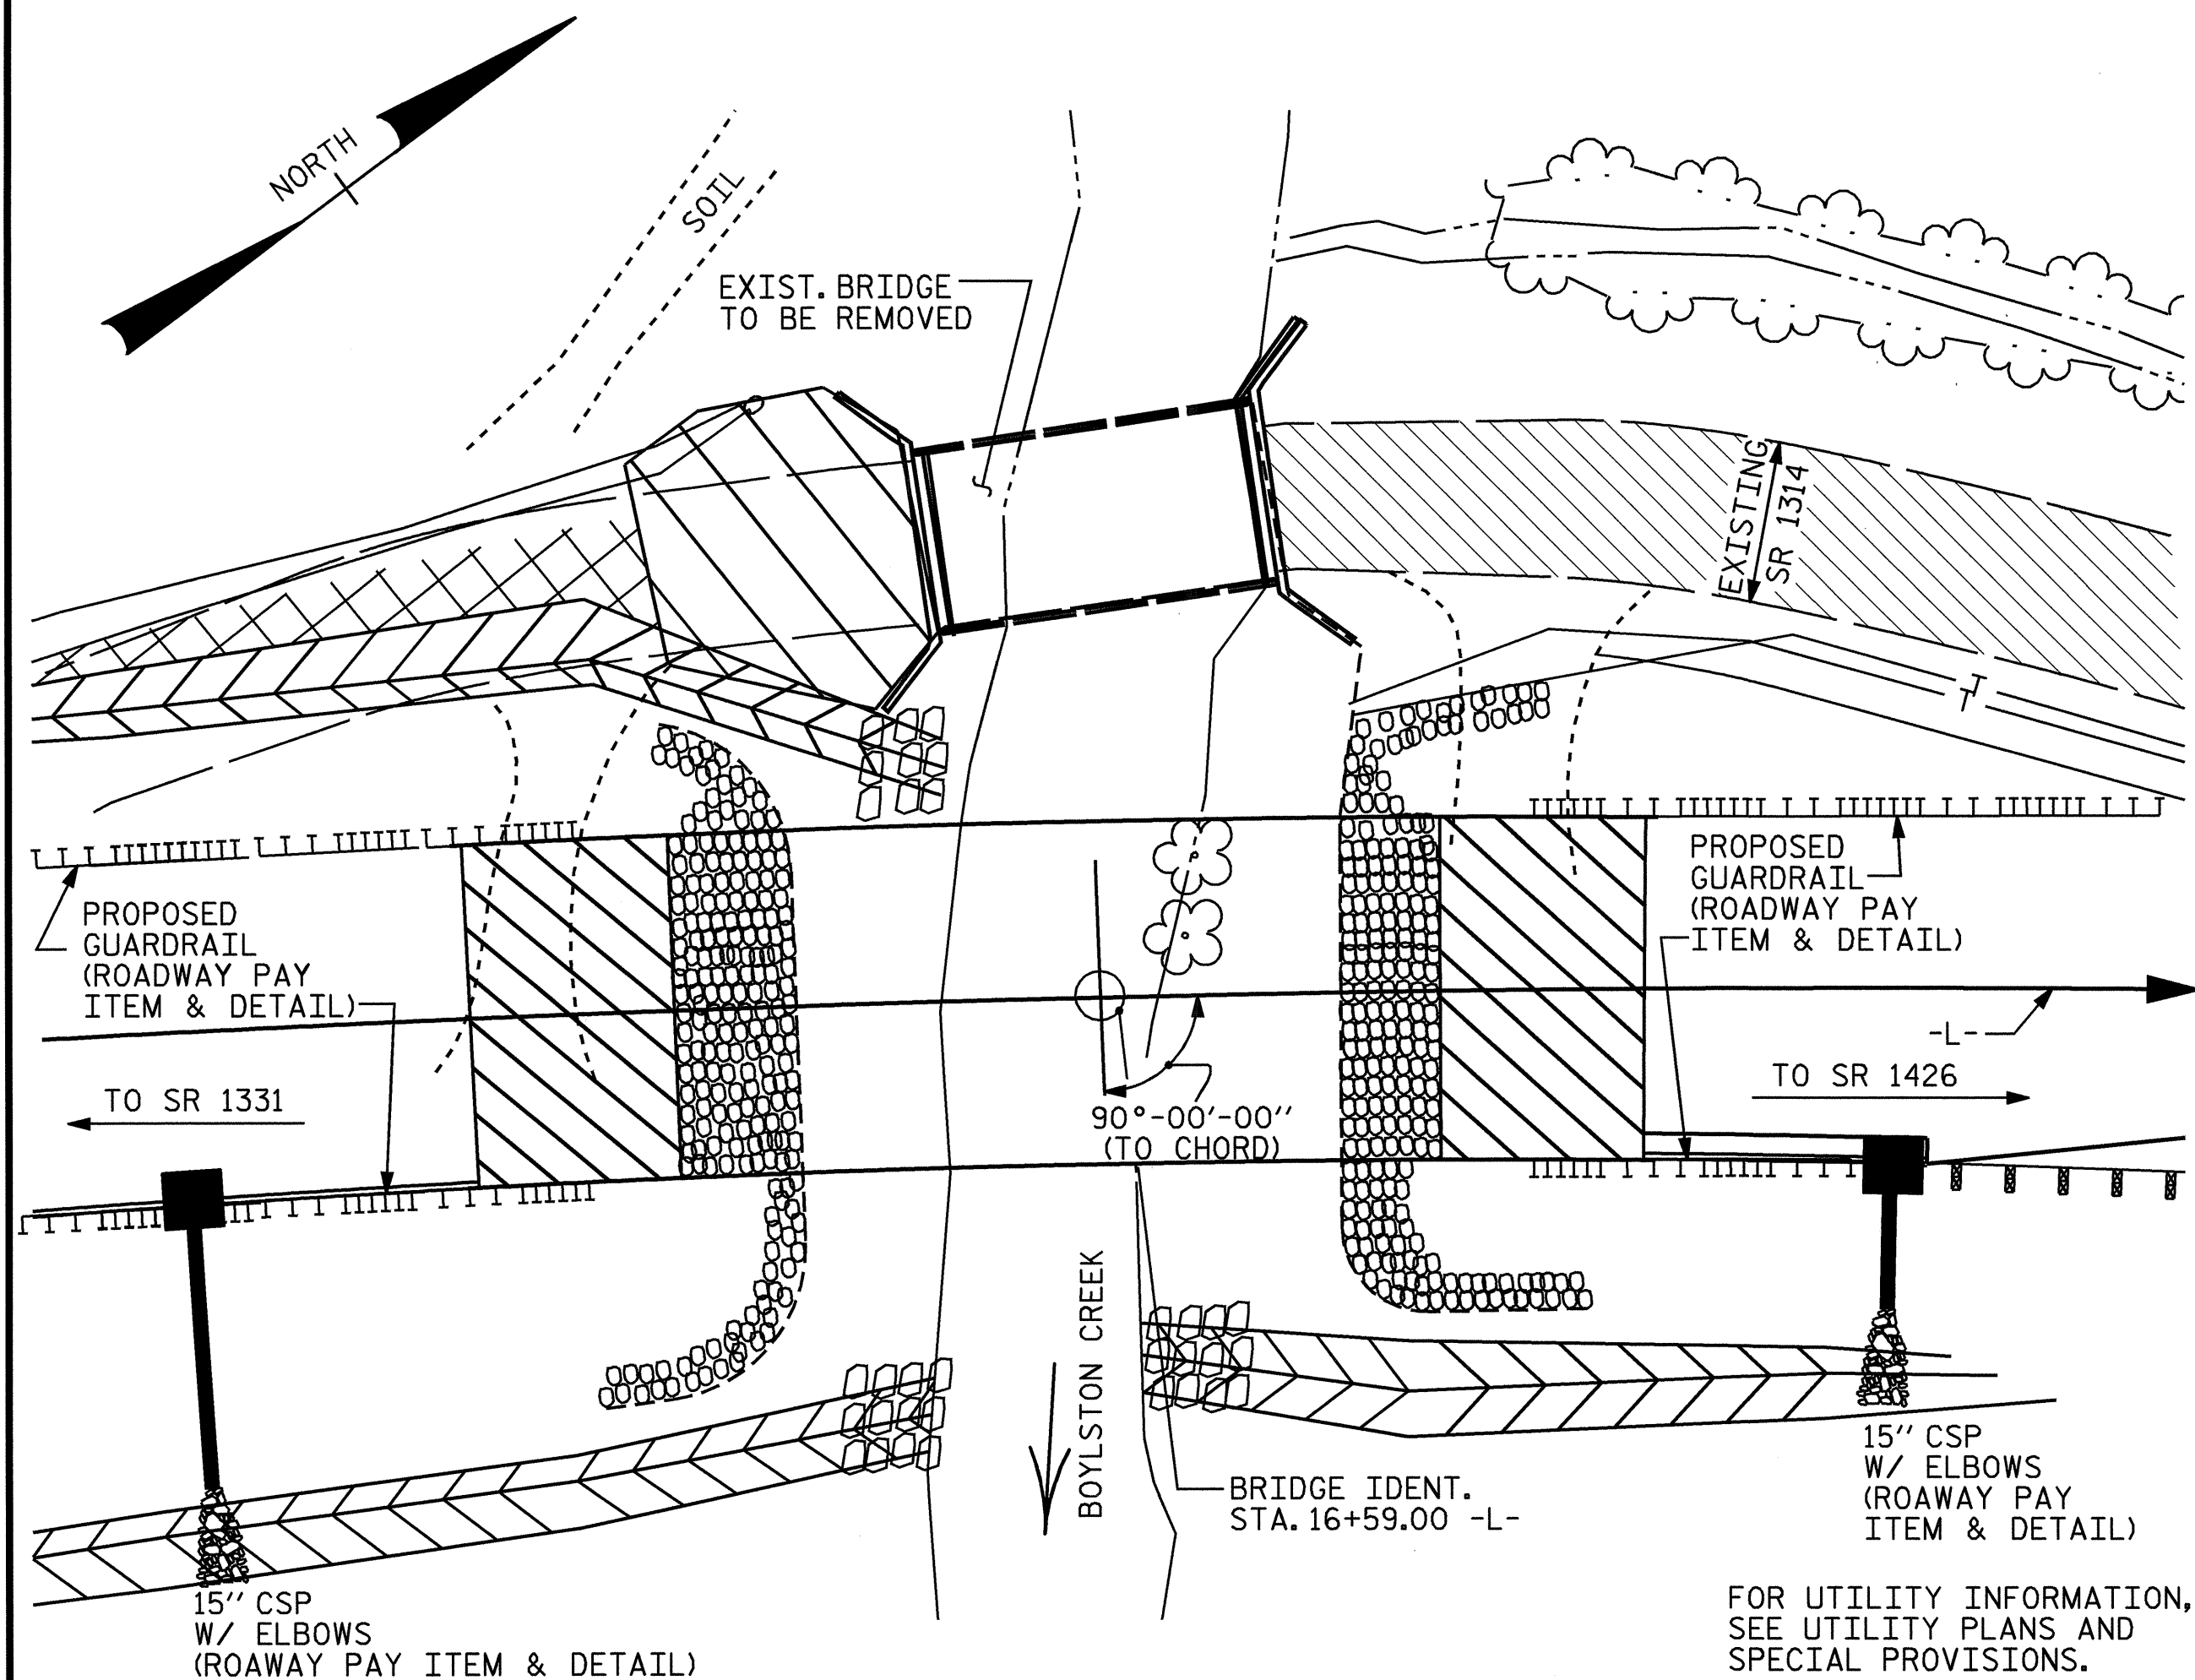 NORTH
SOIL
EXIST. BRIDGE
TO BE REMOVED
EXISTING
SR 1314
T
T
PROPOSED
GUARDRAIL
(ROADWAY PAY
ITEM & DETAIL)
PROPOSED
GUARDRAIL
(ROADWAY PAY
ITEM & DETAIL)
-L-
TO SR 1331
TO SR 1426
90°-00'-00"
(TO CHORD)
BOYLSTON CREEK
BRIDGE IDENT.
STA. 16+59.00 -L-
15" CSP
W/ ELBOWS
(ROAWAY PAY
ITEM & DETAIL)
15" CSP
W/ ELBOWS
(ROAWAY PAY ITEM & DETAIL)
FOR UTILITY INFORMATION,
SEE UTILITY PLANS AND
SPECIAL PROVISIONS.